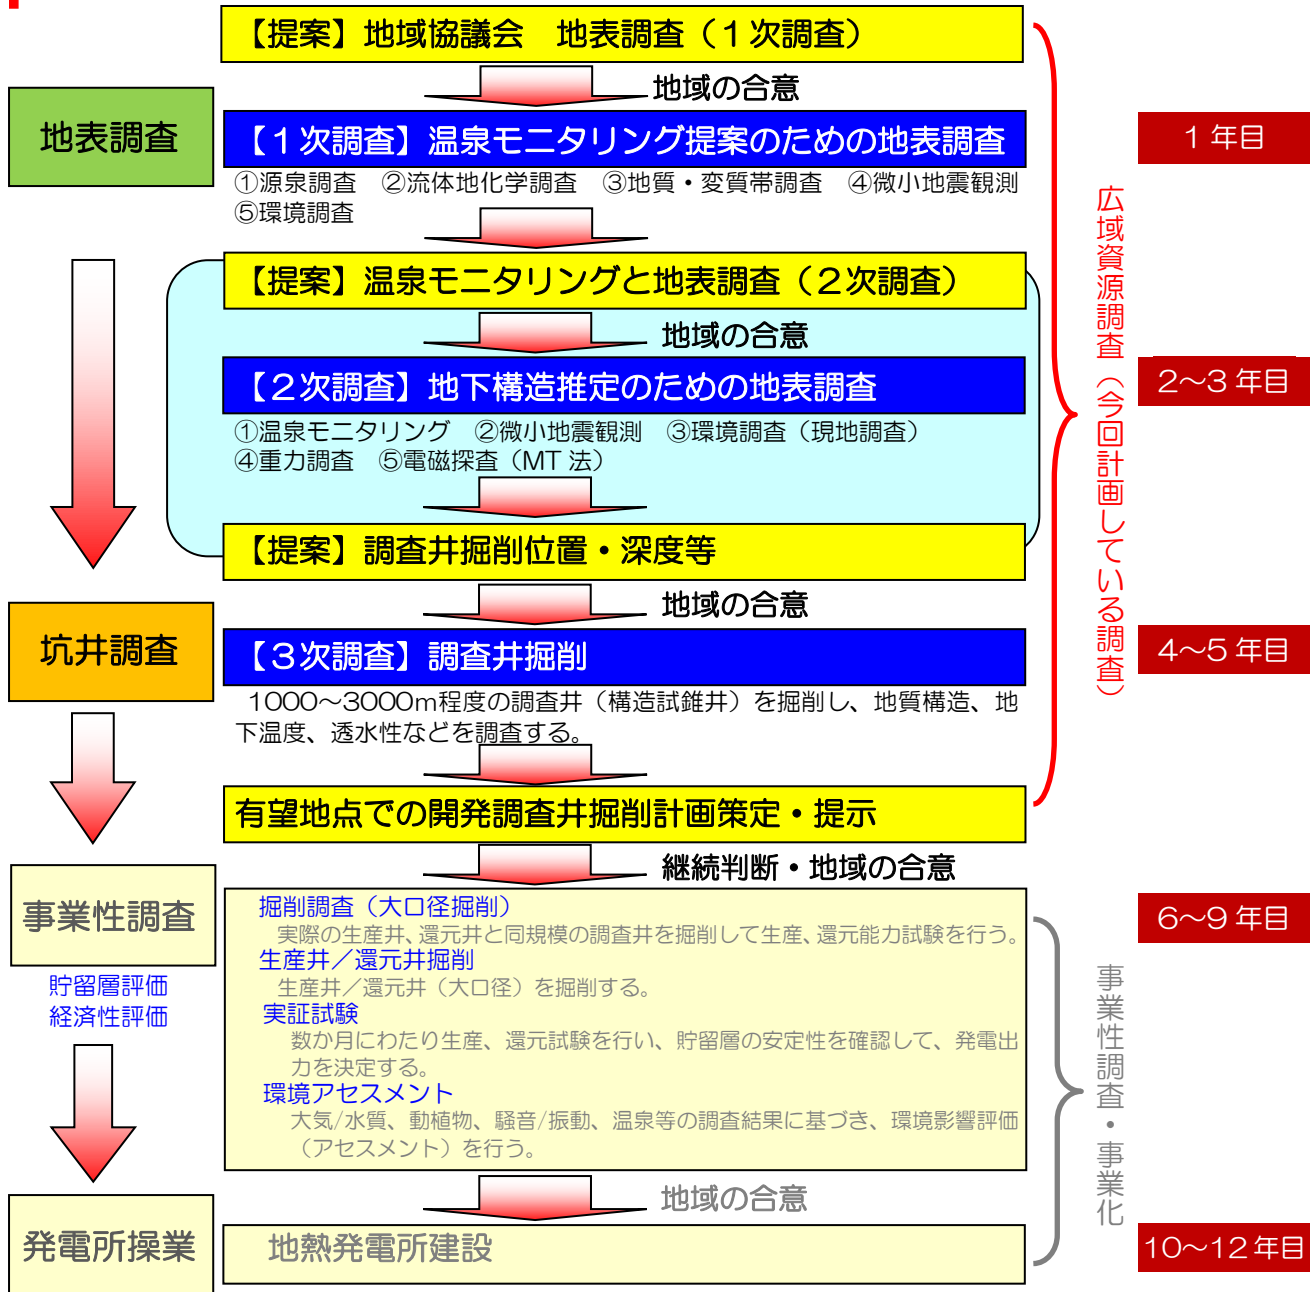 【提案】地域協議会　地表調査（１次調査）
地域の合意
地表調査
【１次調査】温泉モニタリング提案のための地表調査
1 年目
①源泉調査　②流体地化学調査　③地質・変質帯調査　④微小地震観測
⑤環境調査
【提案】温泉モニタリングと地表調査（２次調査）
地域の合意
【２次調査】地下構造推定のための地表調査
2～3 年目
①温泉モニタリング　②微小地震観測　③環境調査（現地調査）
④重力調査　⑤電磁探査（MT 法）
【提案】調査井掘削位置・深度等
地域の合意
坑井調査
【３次調査】調査井掘削
4～5 年目
1000～3000ｍ程度の調査井（構造試錐井）を掘削し、地質構造、地
下温度、透水性などを調査する。
有望地点での開発調査井掘削計画策定・提示
広域資源調査（今回計画している調査）
継続判断・地域の合意
事業性調査
貯留層評価
経済性評価
掘削調査（大口径掘削）
実際の生産井、還元井と同規模の調査井を掘削して生産、還元能力試験を行う。
生産井／還元井掘削
生産井／還元井（大口径）を掘削する。
実証試験
数か月にわたり生産、還元試験を行い、貯留層の安定性を確認して、発電出
力を決定する。
環境アセスメント
大気/水質、動植物、騒音/振動、温泉等の調査結果に基づき、環境影響評価
（アセスメント）を行う。
6～9 年目
事業性調査・事業化
地域の合意
発電所操業
地熱発電所建設
10～12 年目